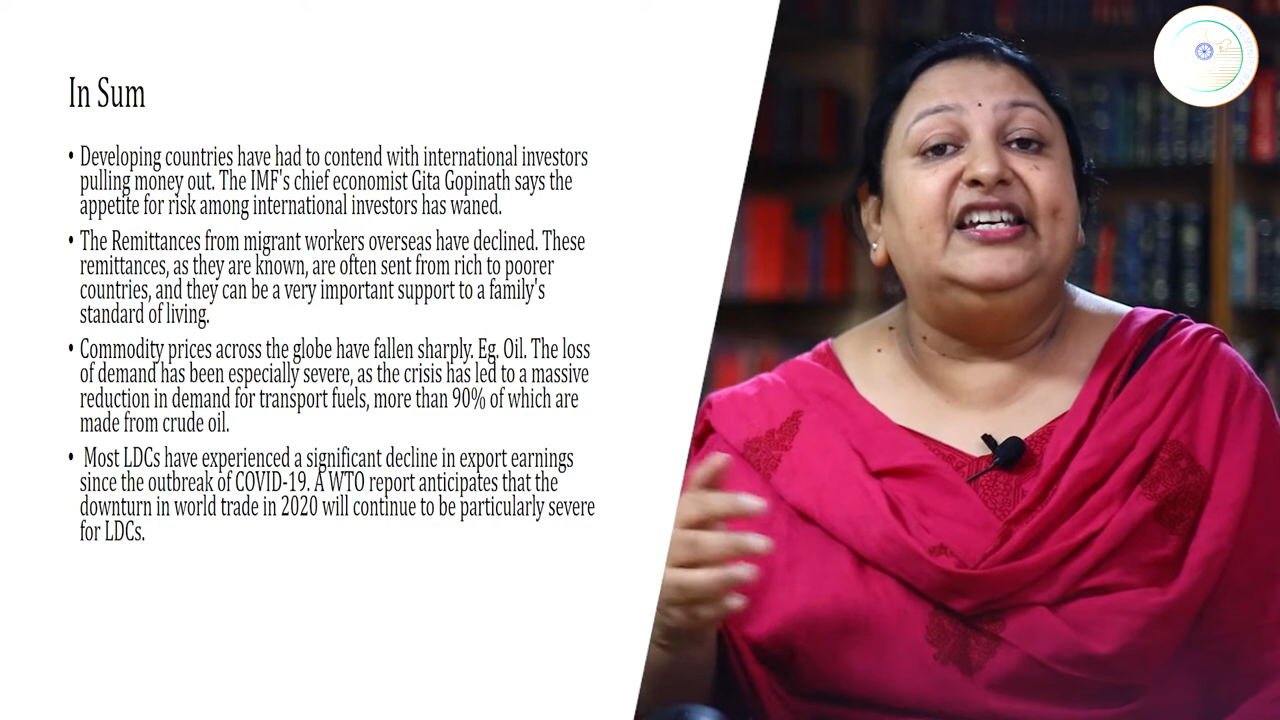 In Sum
• Developing countries have had to contend with international investors
pulling money out. The IMF's chief economist Gita Gopinath says the
appetite for risk among international investors has waned.
• The Remittances from migrant workers overseas have declined. These
remittances, as they are known, are often sent from rich to poorer
countries, and they can be a very important support to a family's
standard of living.
• Commodity prices across the globe have fallen sharply. Eg. Oil. The loss
of demand has been especially severe, as the crisis has led to a massive
reduction in demand for transport fuels, more than 90% of which are
made from crude oil.
• Most LDCs have experienced a significant decline in export earnings
since the outbreak of COVID-19. A WTO report anticipates that the
downturn in world trade in 2020 will continue to be particularly severe
for LDCs.